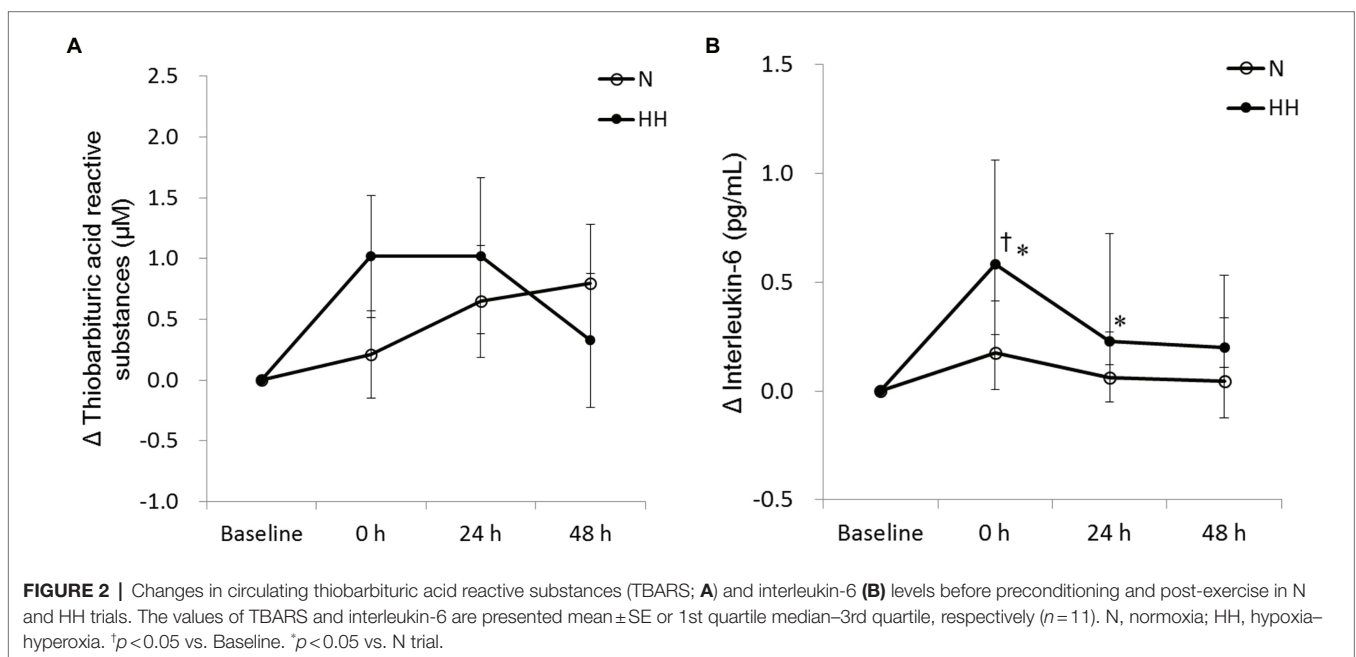 A
Δ Thiobarbituric acid reactive
substances (μM)
2.5
2.0
1.5
1.0
0.5
0.0
-0.5
-1.0
N
HH
Baseline
0 h
24 h
48 h
B
Δ Interleukin-6 (pg/mL)
1.5
1.0
0.5
0.0
-0.5
N
HH
† *
*
Baseline
0 h
24 h
48 h
FIGURE 2 | Changes in circulating thiobarbituric acid reactive substances (TBARS; A) and interleukin-6 (B) levels before preconditioning and post-exercise in N
and HH trials. The values of TBARS and interleukin-6 are presented mean ± SE or 1st quartile median–3rd quartile, respectively (n = 11). N, normoxia; HH, hypoxia–
hyperoxia. †p < 0.05 vs. Baseline. *p < 0.05 vs. N trial.